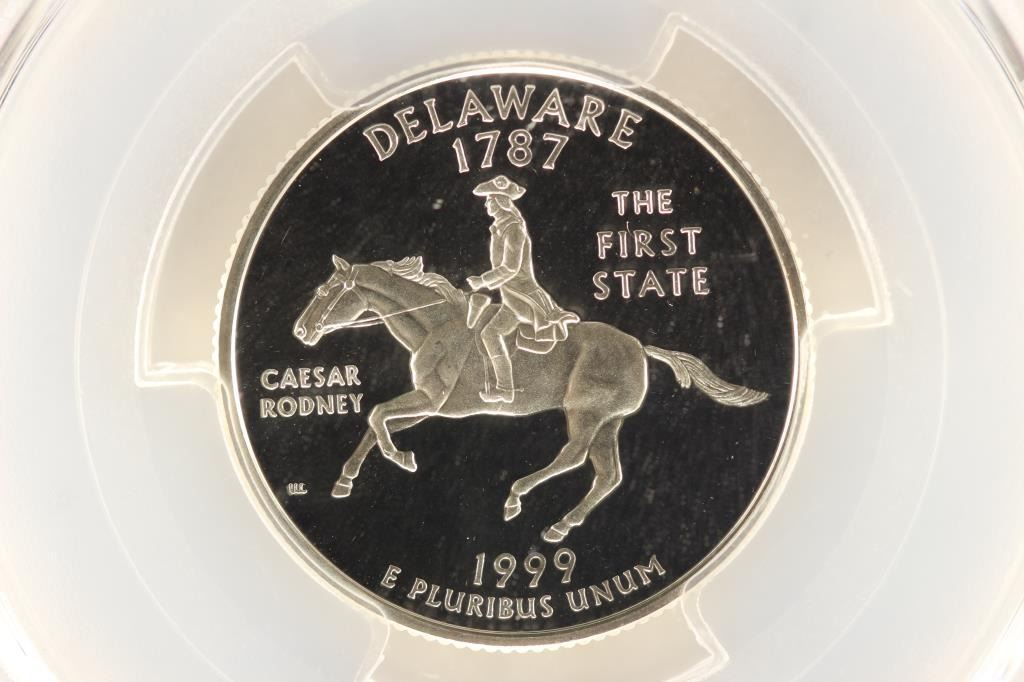 DELAWARE
1787
THE
FIRST
STATE
CAESAR
RODNEY
1999
E PLURIBUS UNUM